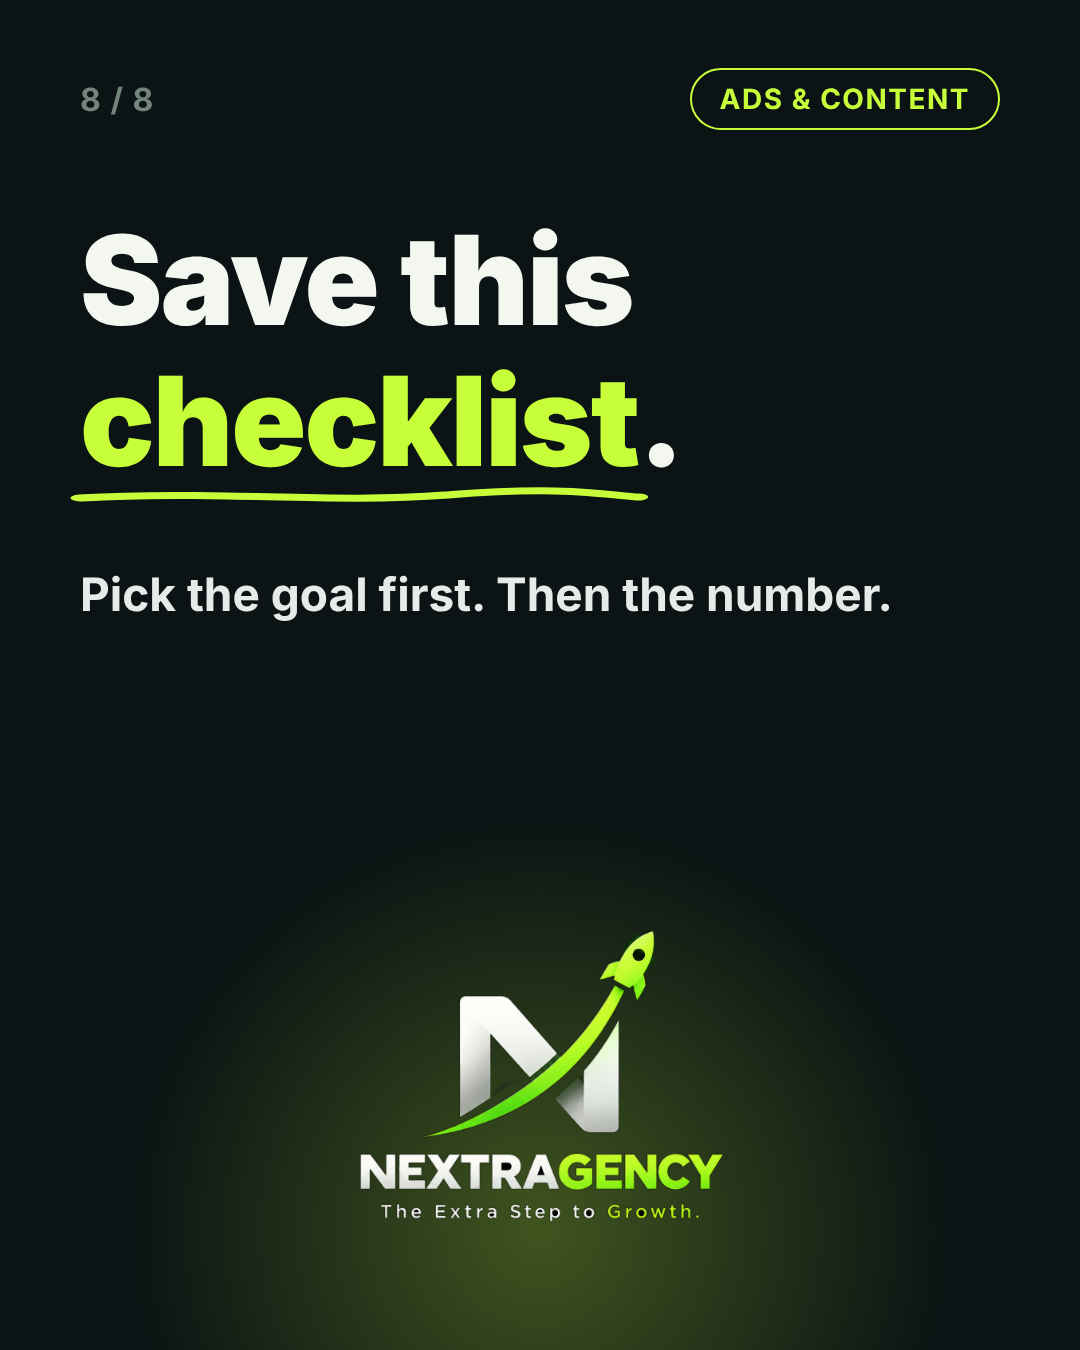 8 / 8
ADS & CONTENT
Save this
checklist.
Pick the goal first. Then the number.
NEXTRAGENCY
The Extra Step to Growth.